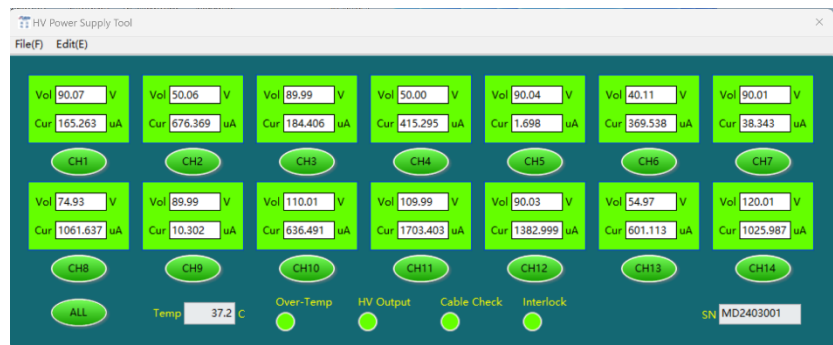 HV Power Supply Tool
File(F) Edit(E)
Vol 90.07 V Vol 50.06 V Vol 89.99 V Vol 50.00 V Vol 90.04 V Vol 40.11 V Vol 90.01 V
Cur 165.263 uA Cur 676.369 uA Cur 184.406 uA Cur 415.295 uA Cur 1.698 uA Cur 369.538 uA Cur 38.343 uA
CH1 CH2 CH3 CH4 CH5 CH6 CH7
Vol 74.93 V Vol 89.99 V Vol 110.01 V Vol 109.99 V Vol 90.03 V Vol 54.97 V Vol 120.01 V
Cur 1061.637 uA Cur 10.302 uA Cur 636.491 uA Cur 1703.403 uA Cur 1382.999 uA Cur 601.113 uA Cur 1025.987 uA
CH8 CH9 CH10 CH11 CH12 CH13 CH14
Over-Temp HV Output Cable Check Interlock
ALL Temp 37.2 C SN MD2403001